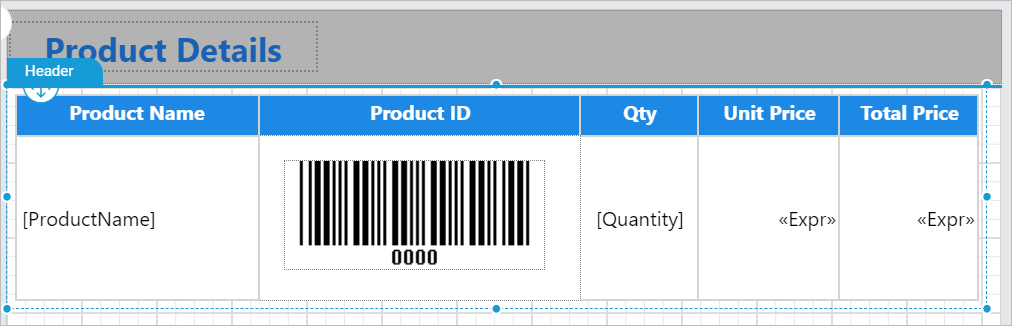 Product Details
Header
Product Name Product ID Qty Unit Price Total Price
[ProductName] [Quantity] «Expr» «Expr»
0000